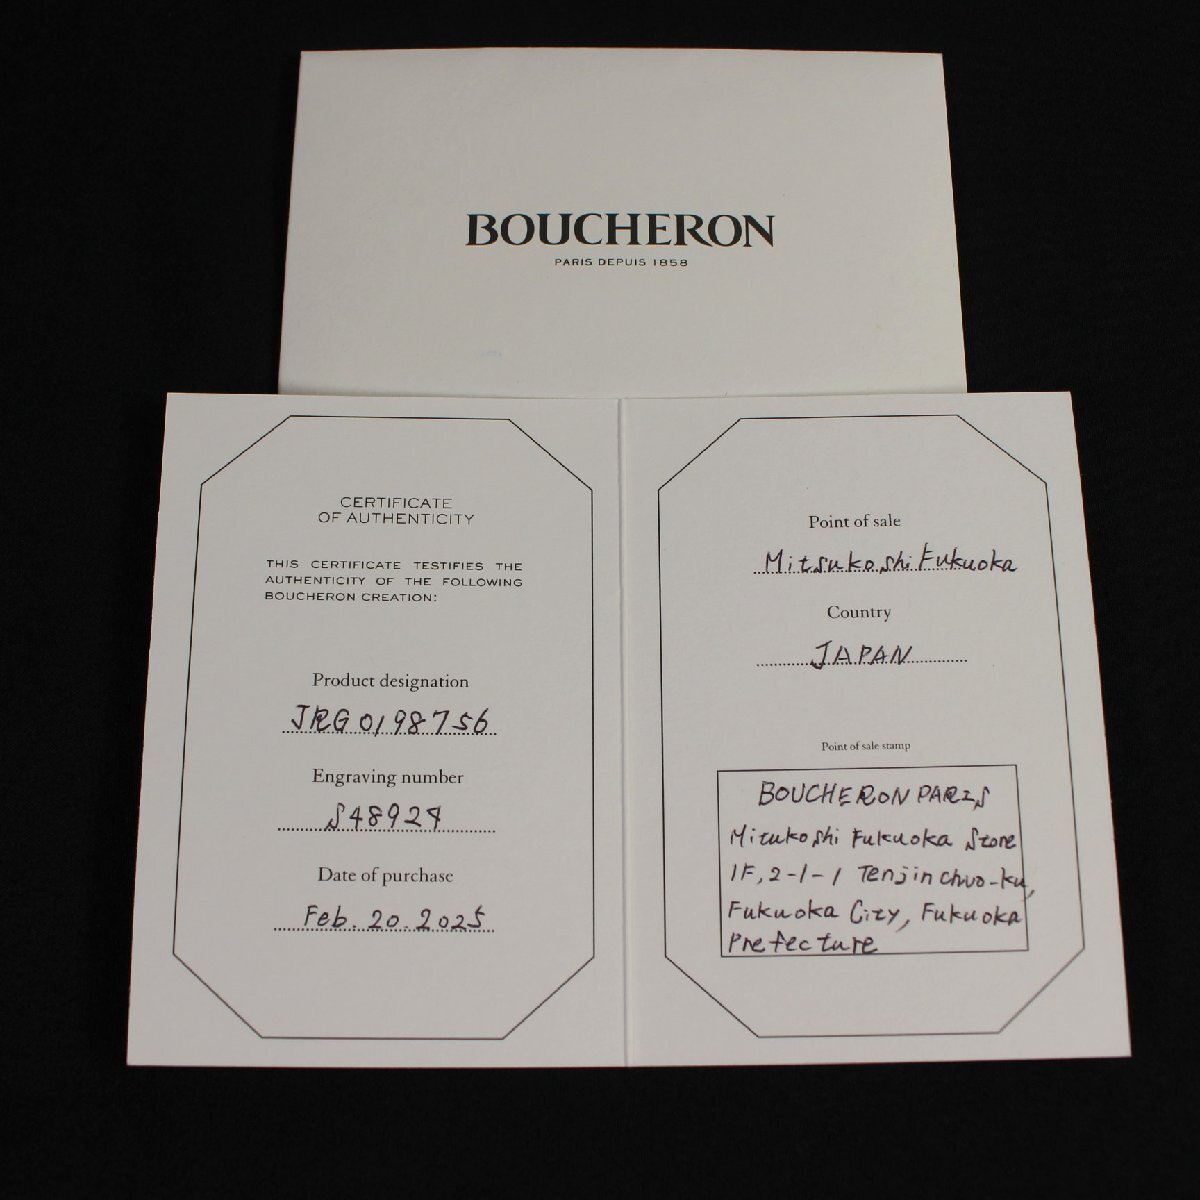 BOUCHERON
PARIS DEPUIS 1858
CERTIFICATE
OF AUTHENTICITY
THIS CERTIFICATE TESTIFIES THE
AUTHENTICITY OF THE FOLLOWING
BOUCHERON CREATION:
Product designation
JRG0198756
Engraving number
S48924
Date of purchase
Feb. 20. 2025
Point of sale
Mitsukoshi Fukuoka
Country
JAPAN
Point of sale stamp
BOUCHERON PARIS
Mitukoshi Fukuoka Store
1F, 2-1-1 Tenjin chuo-ku,
Fukuoka City, Fukuoka
Prefecture